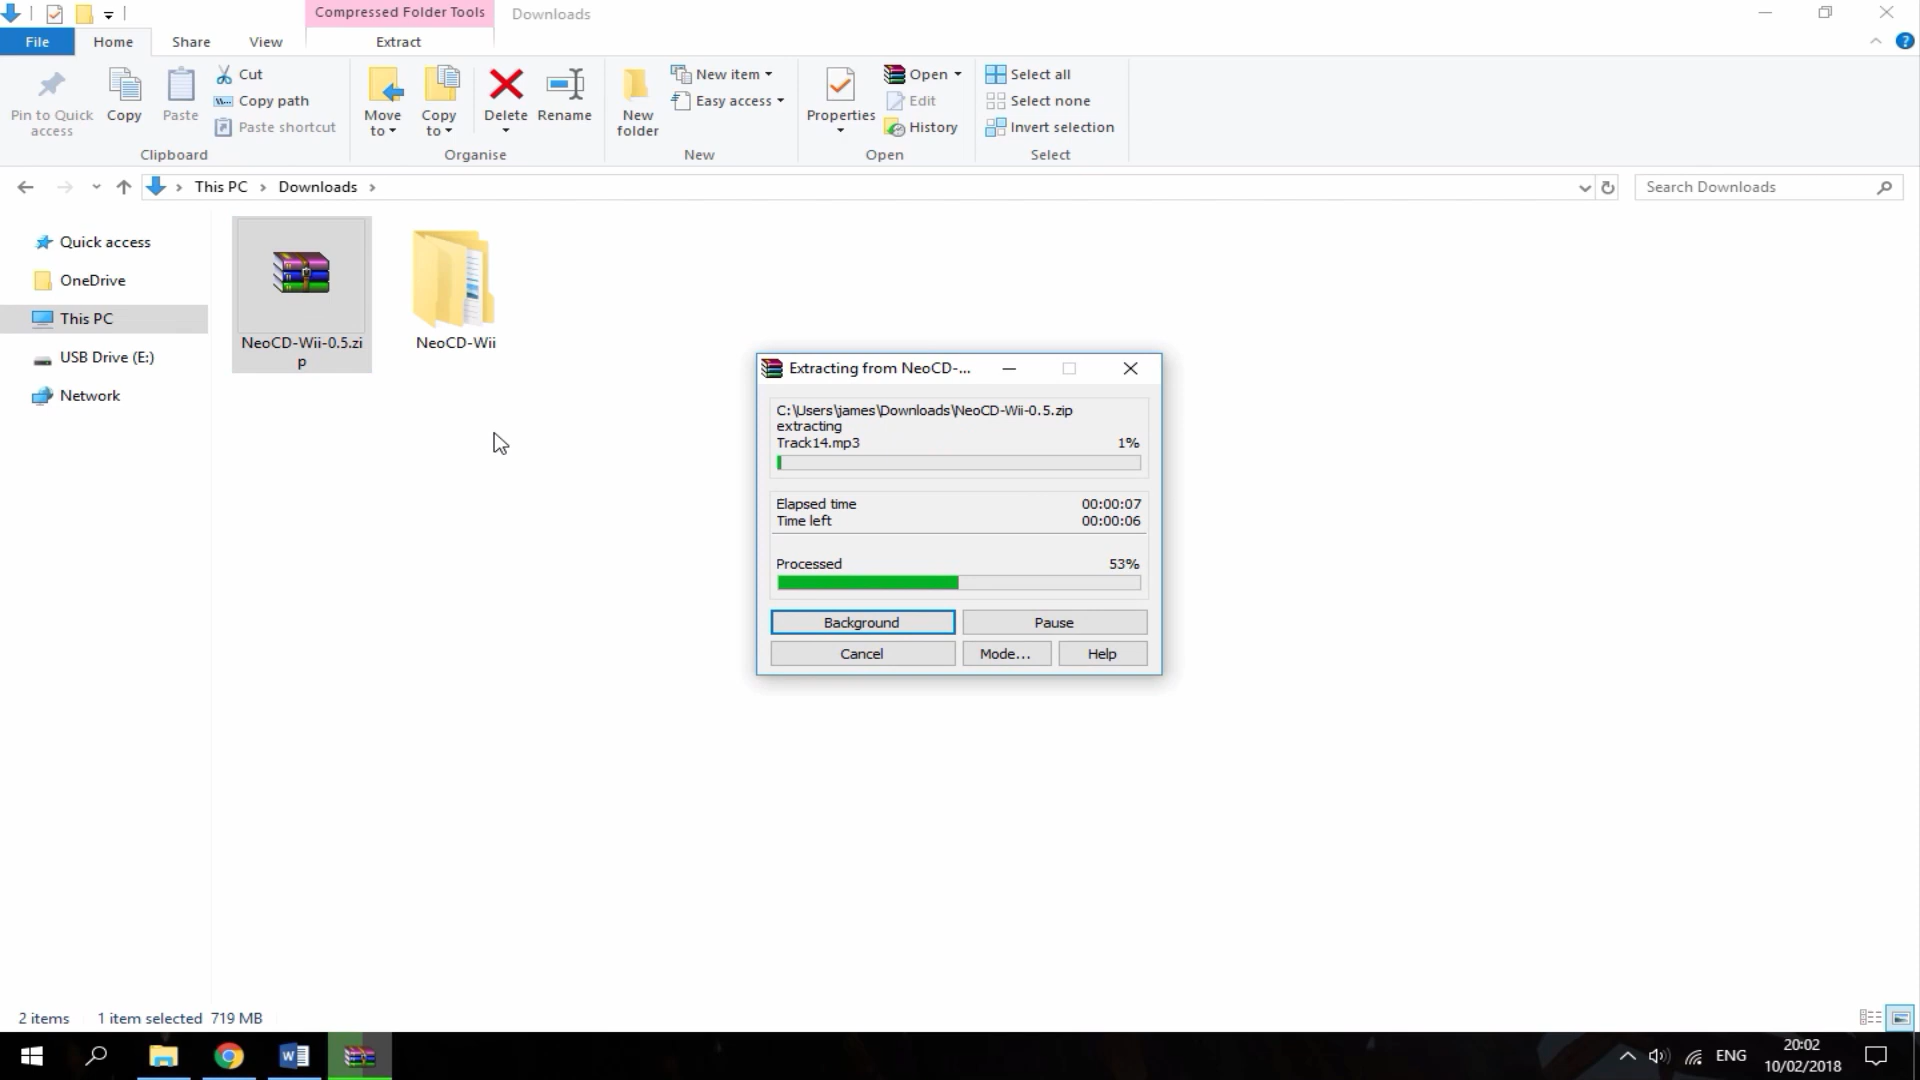 Compressed Folder Tools
Downloads
File
Home
Share
View
Extract
Pin to Quick
access
Copy
Paste
Cut
Copy path
Paste shortcut
Clipboard
Move
to
Copy
to
Delete
Rename
Organise
New
folder
New item
Easy access
New
Properties
Open
Edit
History
Open
Select all
Select none
Invert selection
Select
This PC
Downloads
Search Downloads
Quick access
OneDrive
This PC
USB Drive (E:)
Network
NeoCD-Wii-0.5.zi
p
NeoCD-Wii
Extracting from NeoCD-...
C:\Users\james\Downloads\NeoCD-Wii-0.5.zip
extracting
Track14.mp3 1%
Elapsed time 00:00:07
Time left 00:00:06
Processed 53%
Background
Pause
Cancel
Mode...
Help
2 items 1 item selected 719 MB
ENG
20:02
10/02/2018